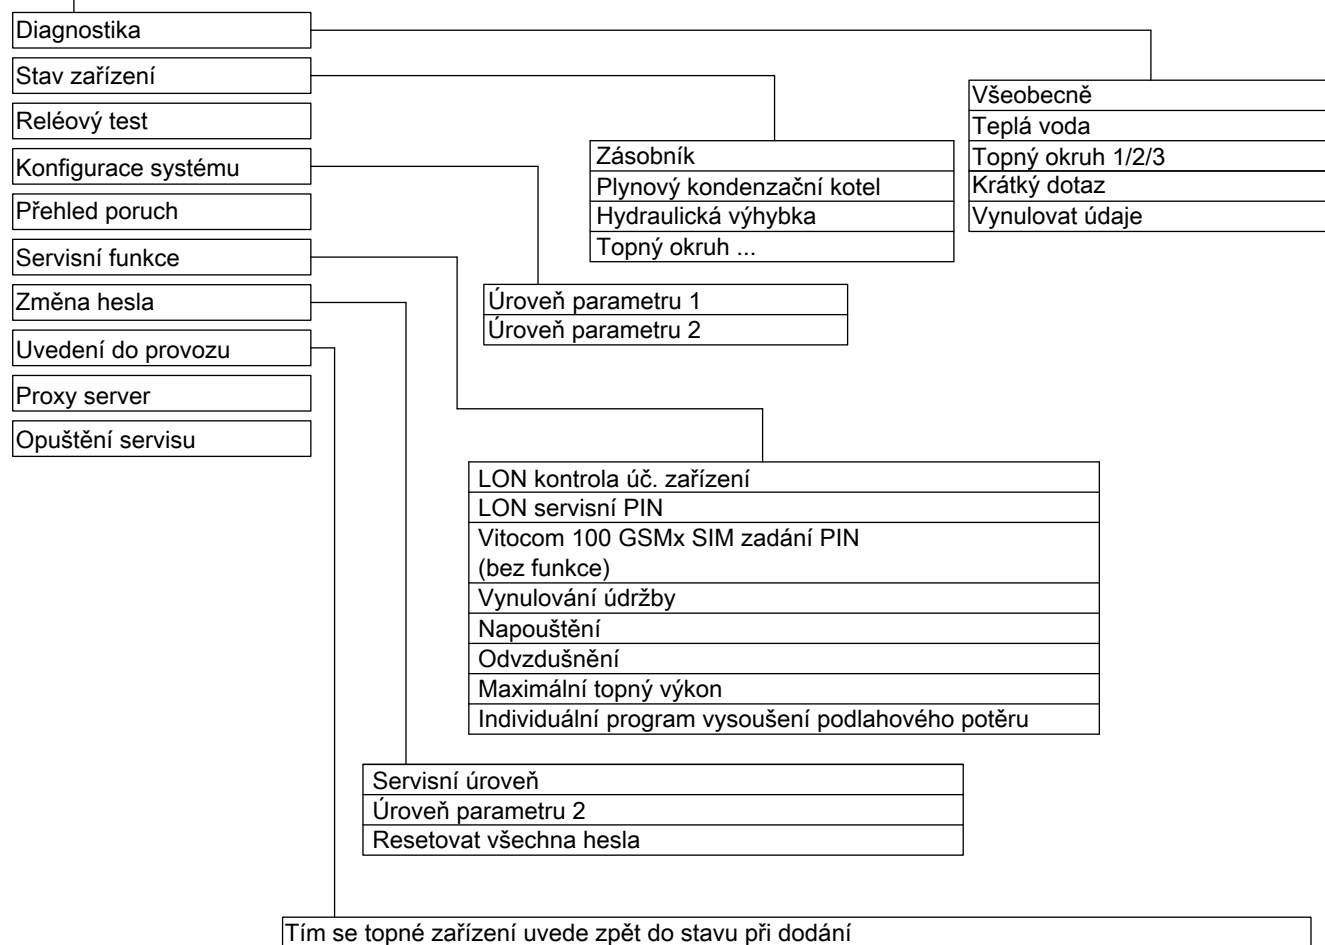 Diagnostika
Stav zařízení
Reléový test
Konfigurace systému
Přehled poruch
Servisní funkce
Změna hesla
Uvedení do provozu
Proxy server
Opuštění servisu
Všeobecně
Teplá voda
Topný okruh 1/2/3
Krátký dotaz
Vynulovat údaje
Zásobník
Plynový kondenzační kotel
Hydraulická výhybka
Topný okruh ...
Úroveň parametru 1
Úroveň parametru 2
LON kontrola úč. zařízení
LON servisní PIN
Vitocom 100 GSMx SIM zadání PIN
(bez funkce)
Vynulování údržby
Napouštění
Odvzdušnění
Maximální topný výkon
Individuální program vysoušení podlahového potěru
Servisní úroveň
Úroveň parametru 2
Resetovat všechna hesla
Tím se topné zařízení uvede zpět do stavu při dodání